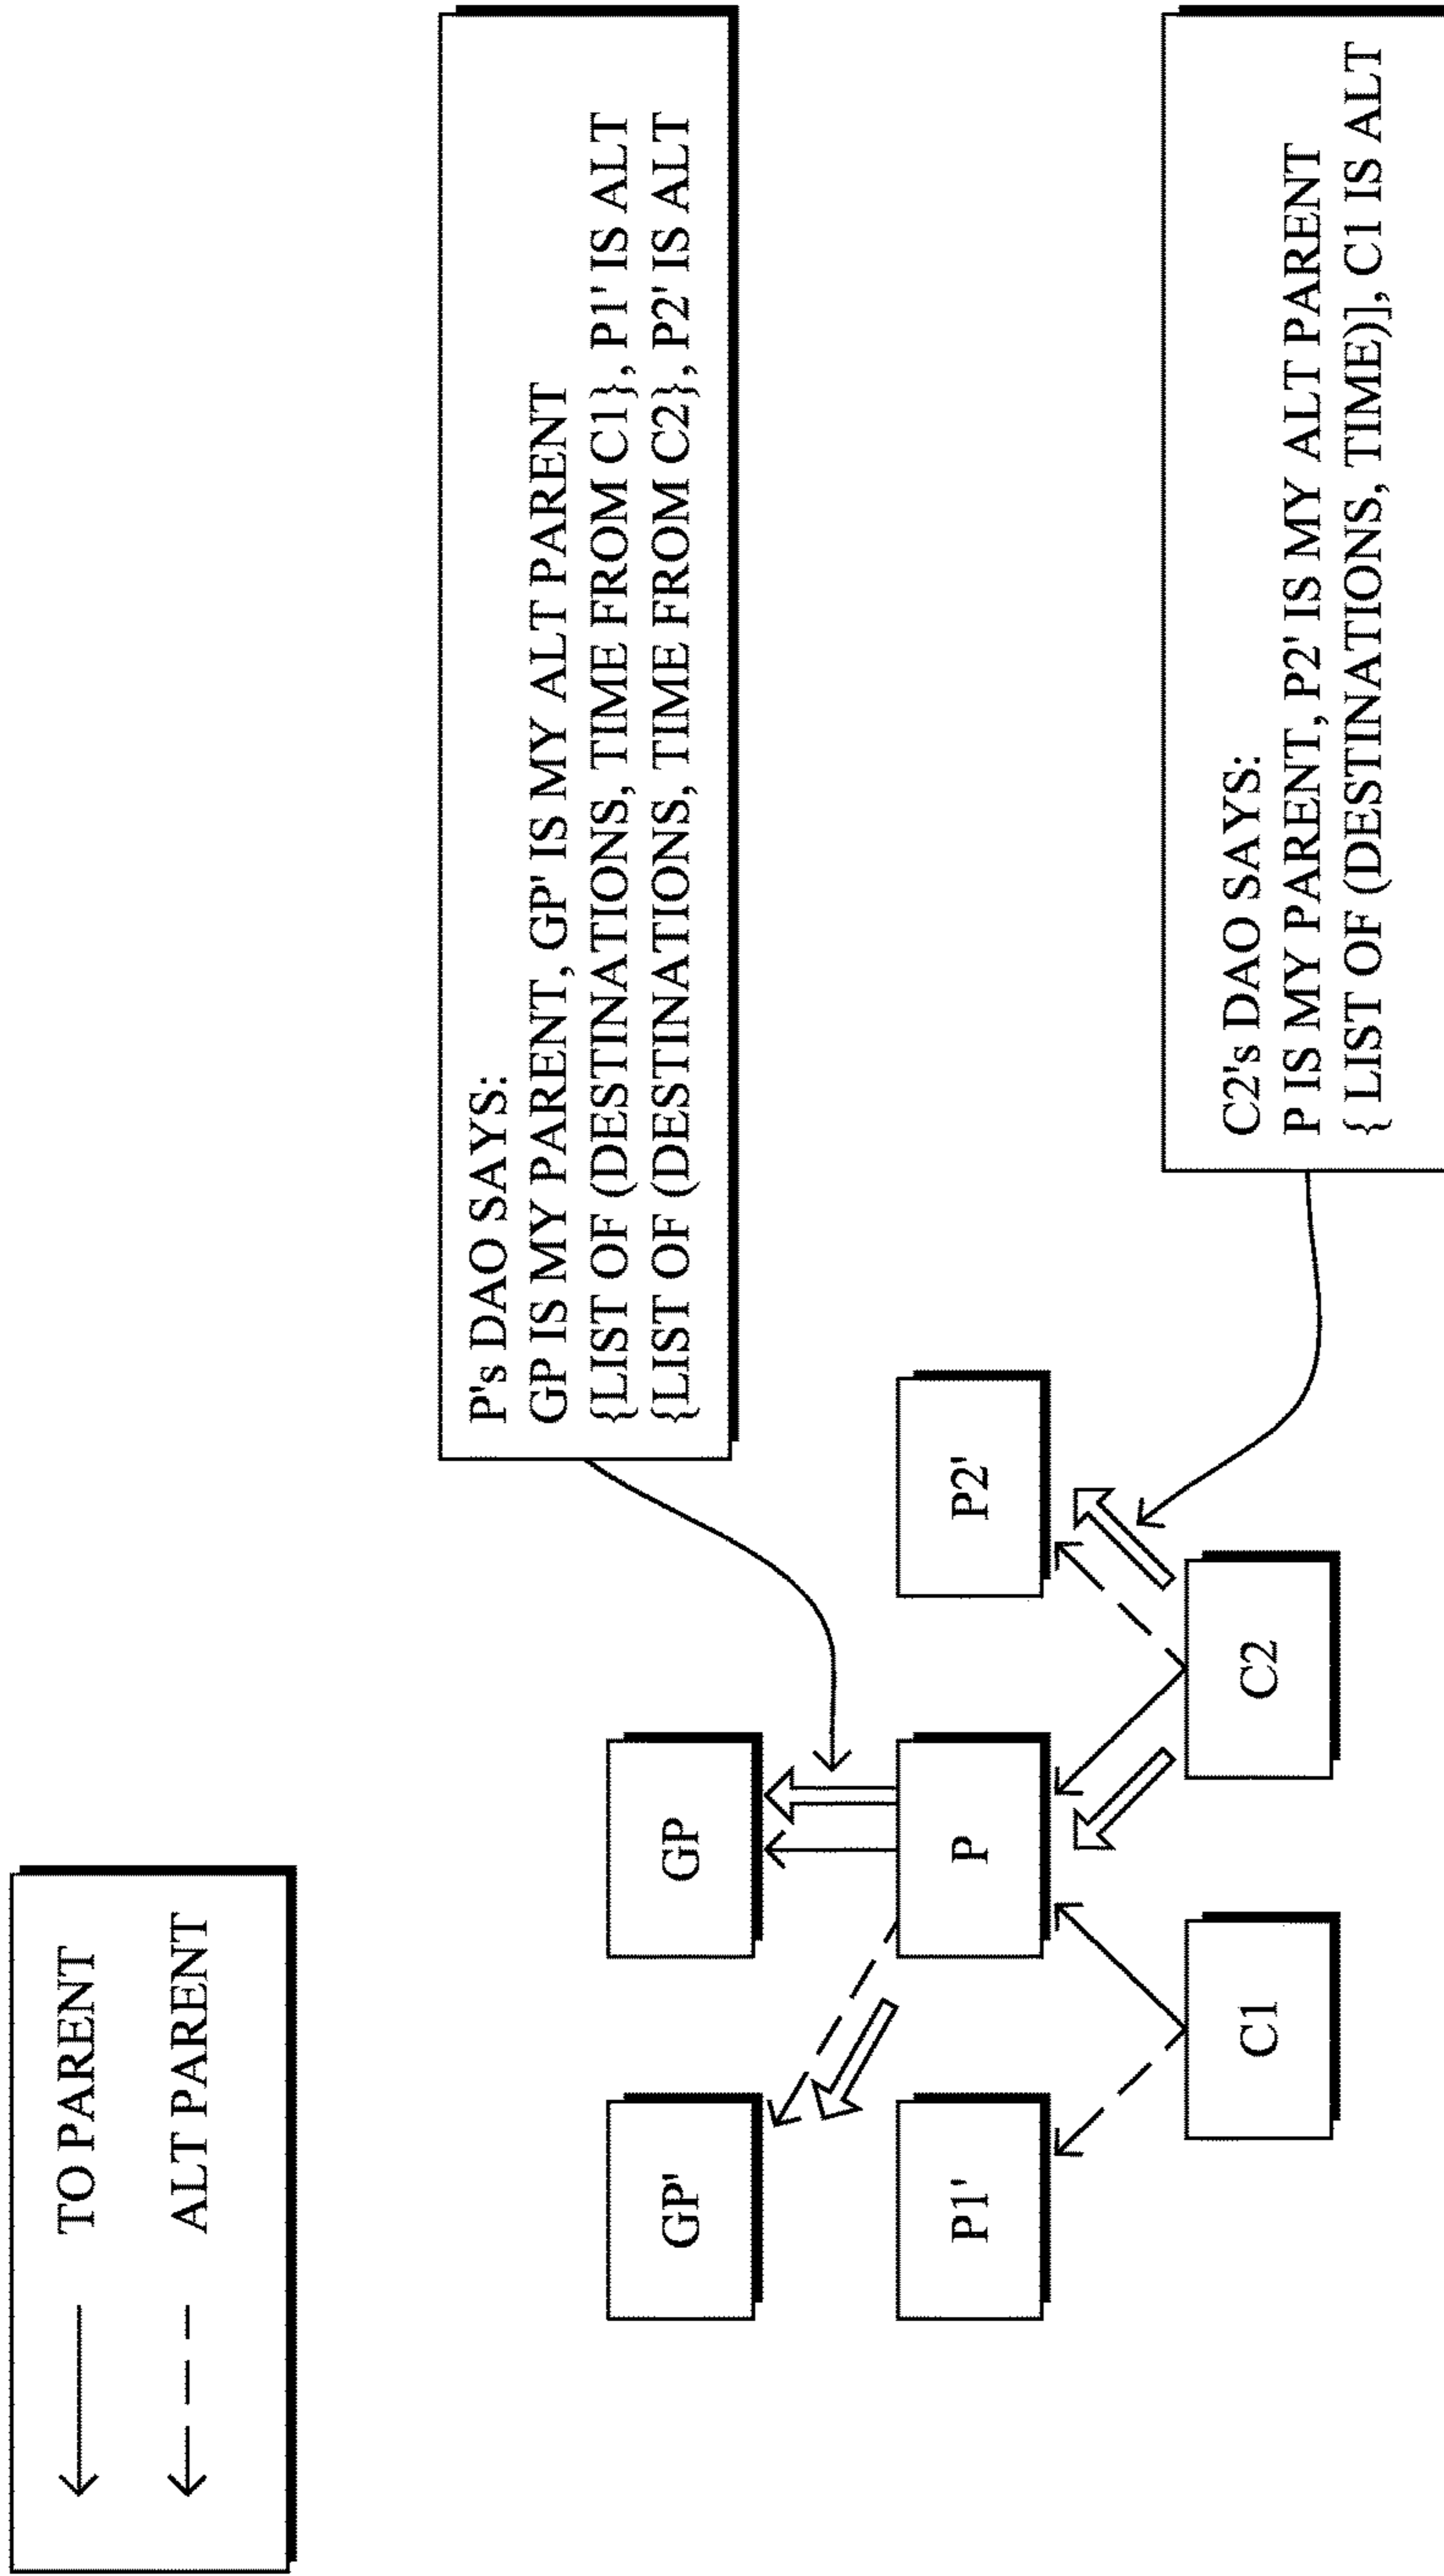 TO PARENT
ALT PARENT
P's DAO SAYS:
GP IS MY PARENT, GP' IS MY ALT PARENT
{LIST OF (DESTINATIONS, TIME FROM C1}, P1' IS ALT
{LIST OF (DESTINATIONS, TIME FROM C2}, P2' IS ALT
GP'
GP
P1'
P
P2'
C1
C2
C2's DAO SAYS:
P IS MY PARENT, P2' IS MY ALT PARENT
{ LIST OF (DESTINATIONS, TIME)], C1 IS ALT